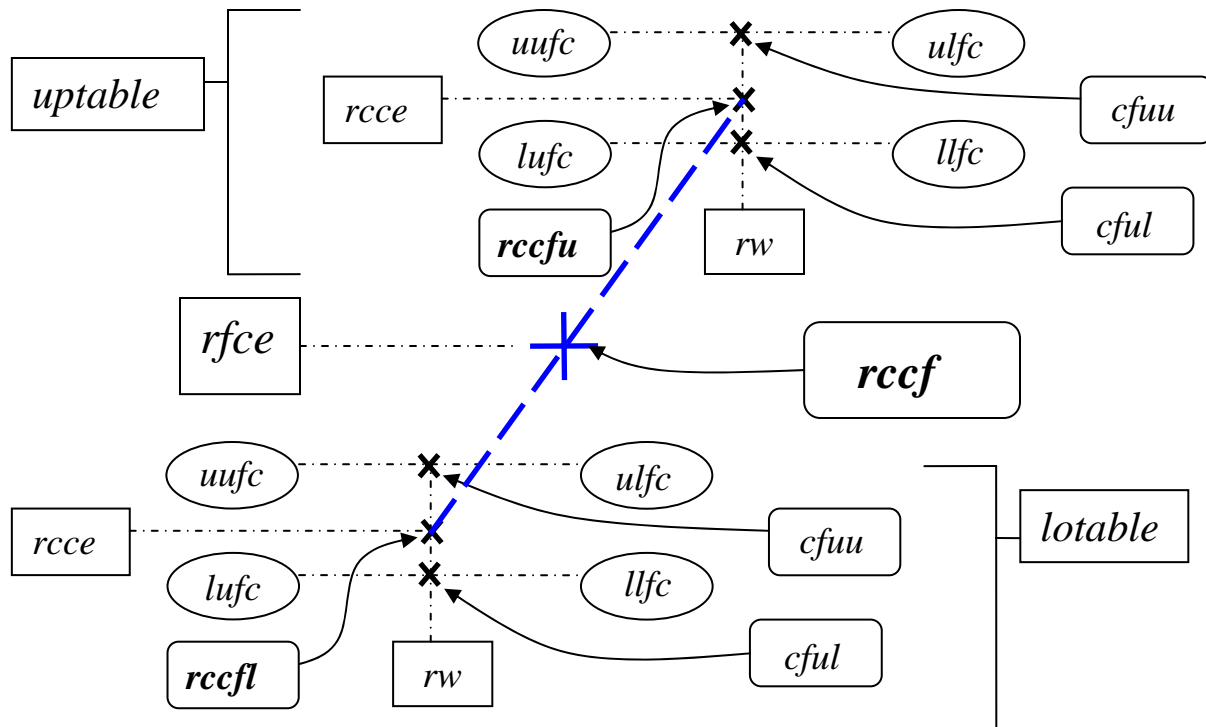 uufc
ulfc
uptable
rcce
cfuu
lufc
llfc
rccfu
rw
cful
rfce
rccf
uufc
ulfc
rcce
cfuu
lotable
lufc
llfc
rccfl
rw
cful